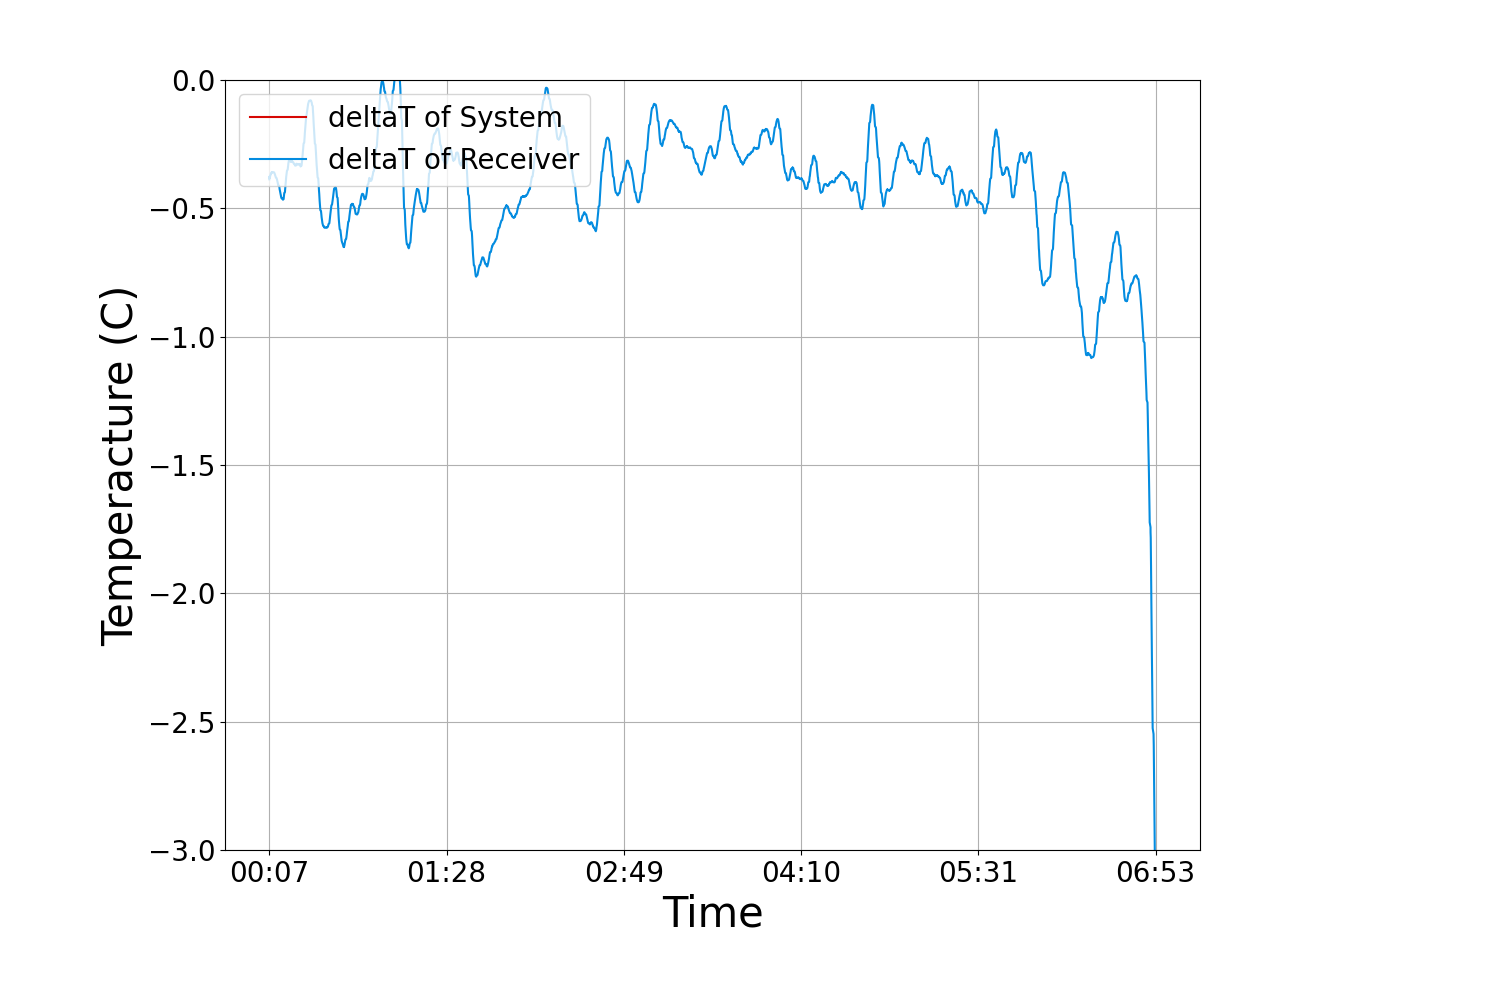 deltaT of System
deltaT of Receiver
0.0
−0.5
−1.0
−1.5
−2.0
−2.5
−3.0
Temperacture (C)
00:07 01:28 02:49 04:10 05:31 06:53
Time